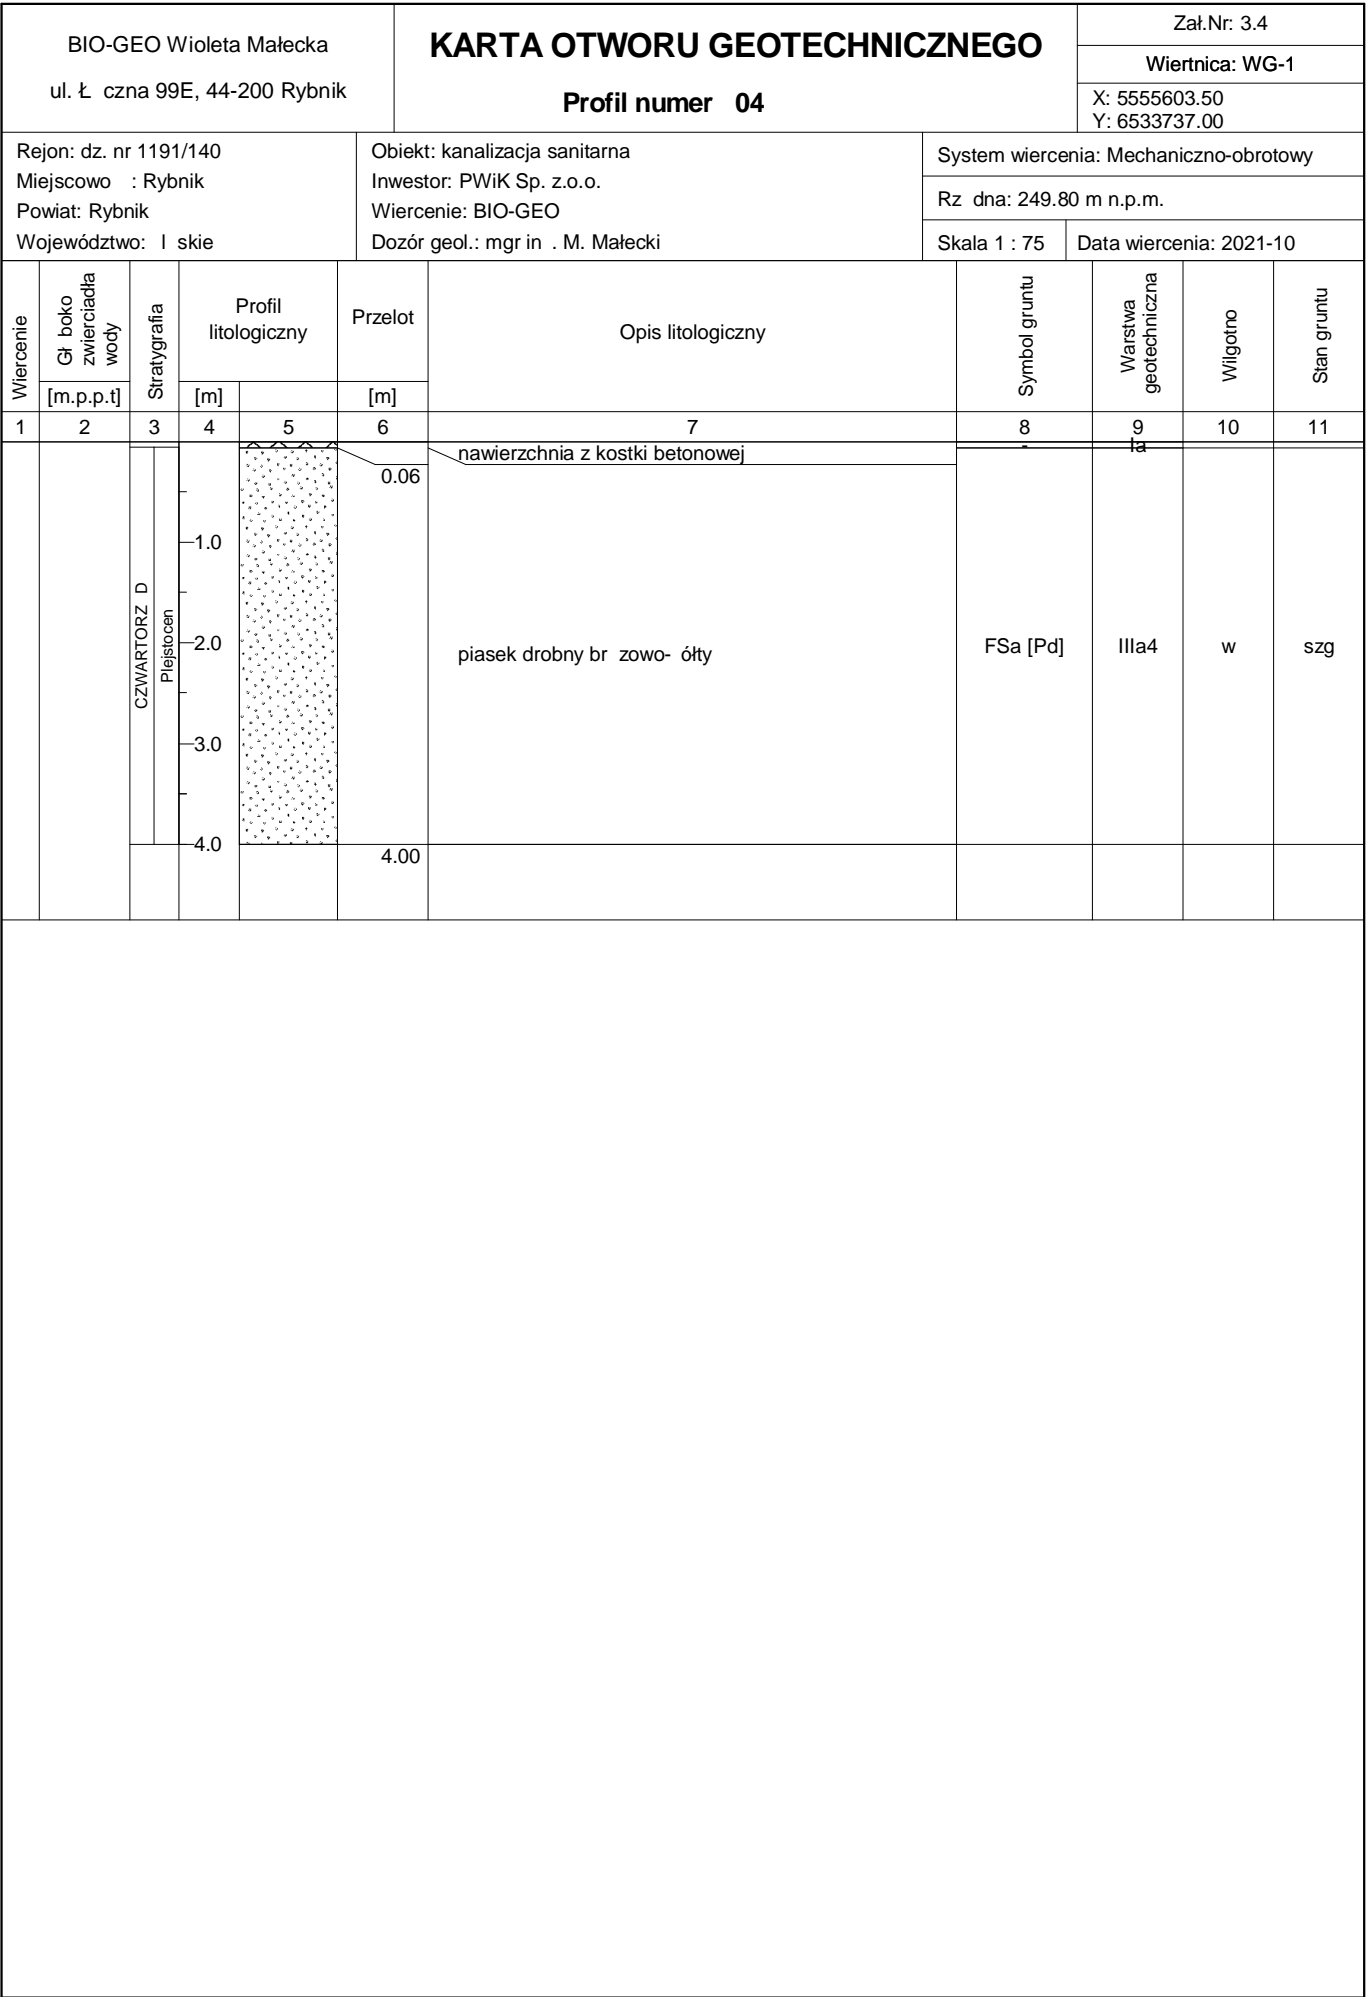 BIO-GEO Wioleta Małecka
ul. Ł czna 99E, 44-200 Rybnik
KARTA OTWORU GEOTECHNICZNEGO
Profil numer 04
Zał.Nr: 3.4
Wiertnica: WG-1
X: 5555603.50
Y: 6533737.00
Rejon: dz. nr 1191/140
Miejscowo : Rybnik
Powiat: Rybnik
Województwo: l skie
Obiekt: kanalizacja sanitarna
Inwestor: PWiK Sp. z.o.o.
Wiercenie: BIO-GEO
Dozór geol.: mgr in . M. Małecki
System wiercenia: Mechaniczno-obrotowy
Rz dna: 249.80 m n.p.m.
Skala 1 : 75
Data wiercenia: 2021-10
Wiercenie
Gł boko
zwierciadła
wody
[m.p.p.t]
Stratygrafia
Profil
litologiczny
[m]
Przelot
[m]
Opis litologiczny
Symbol gruntu
Warstwa
geotechniczna
Wilgotno
Stan gruntu
1 2 3 4 5 6 7 8 9 10 11
nawierzchnia z kostki betonowej
- Ia
0.06
1.0
CZWARTORZ D
Plejstocen
2.0
piasek drobny br zowo- ółty
FSa [Pd]
IIIa4
w
szg
3.0
4.0
4.00